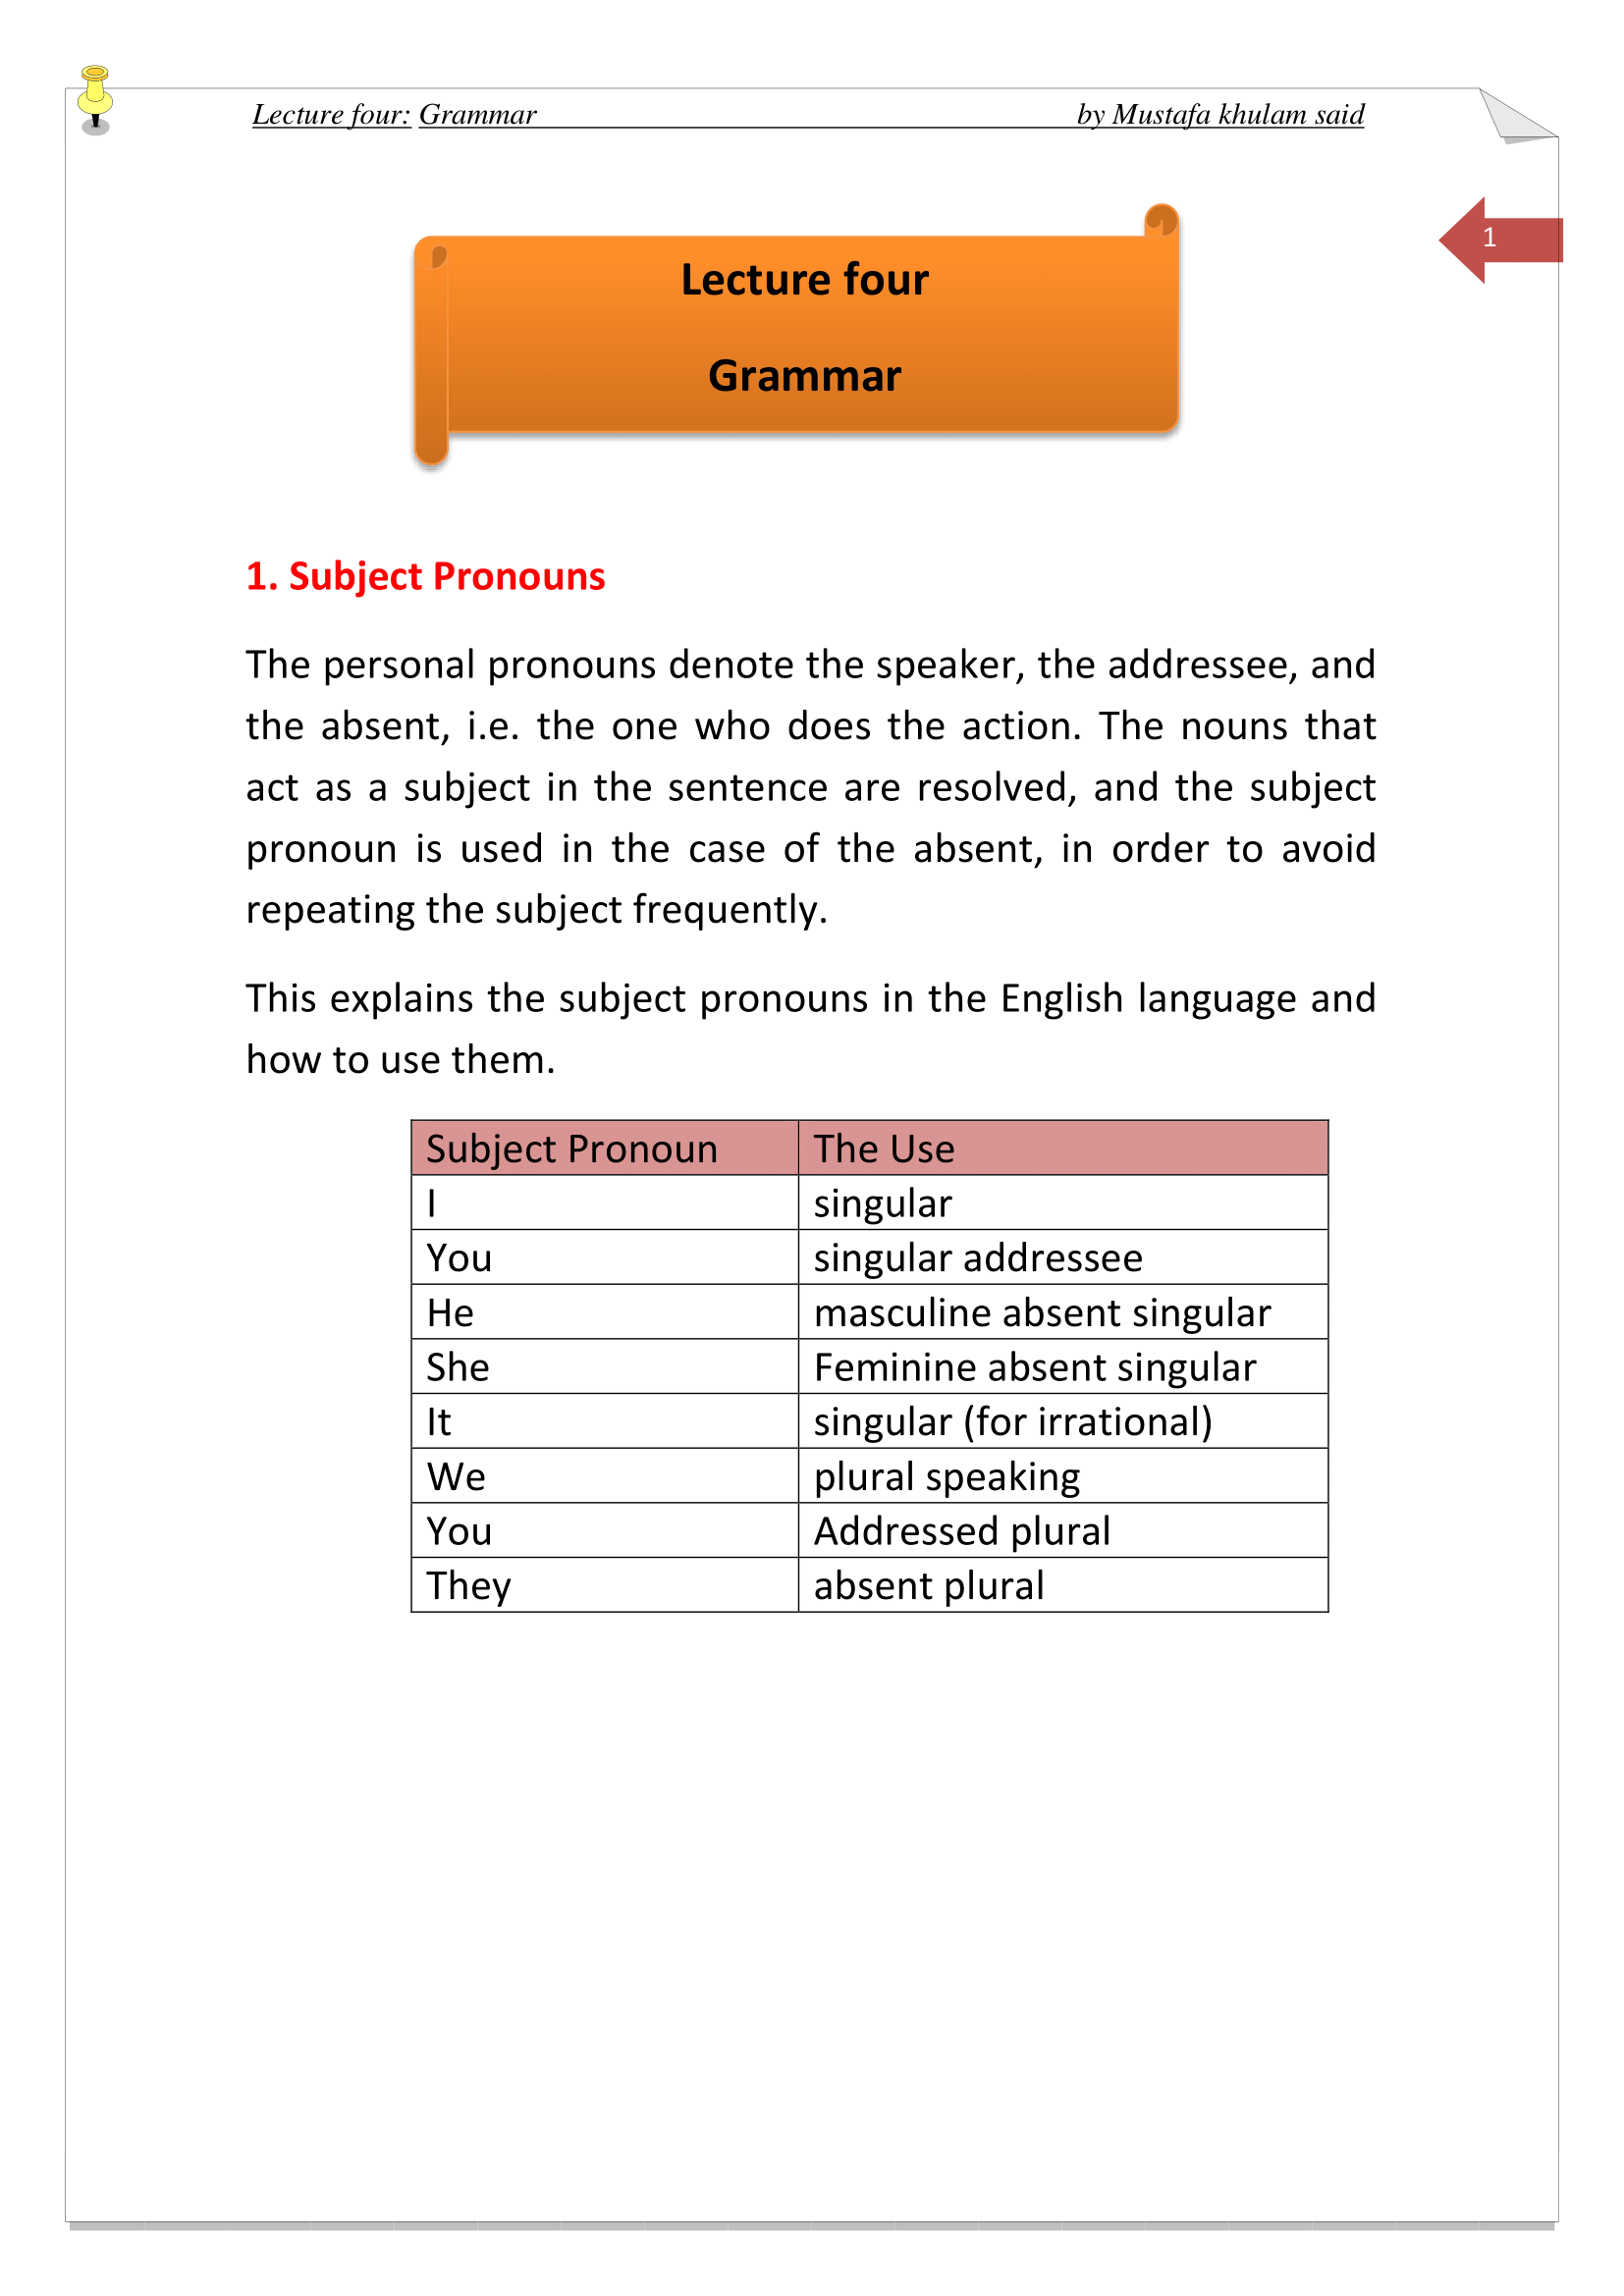 Lecture four: Grammar by Mustafa khulam said
1
Lecture four
Grammar
1. Subject Pronouns
The personal pronouns denote the speaker, the addressee, and
the absent, i.e. the one who does the action. The nouns that
act as a subject in the sentence are resolved, and the subject
pronoun is used in the case of the absent, in order to avoid
repeating the subject frequently.
This explains the subject pronouns in the English language and
how to use them.
Subject Pronoun The Use
I singular
You singular addressee
He masculine absent singular
She Feminine absent singular
It singular (for irrational)
We plural speaking
You Addressed plural
They absent plural